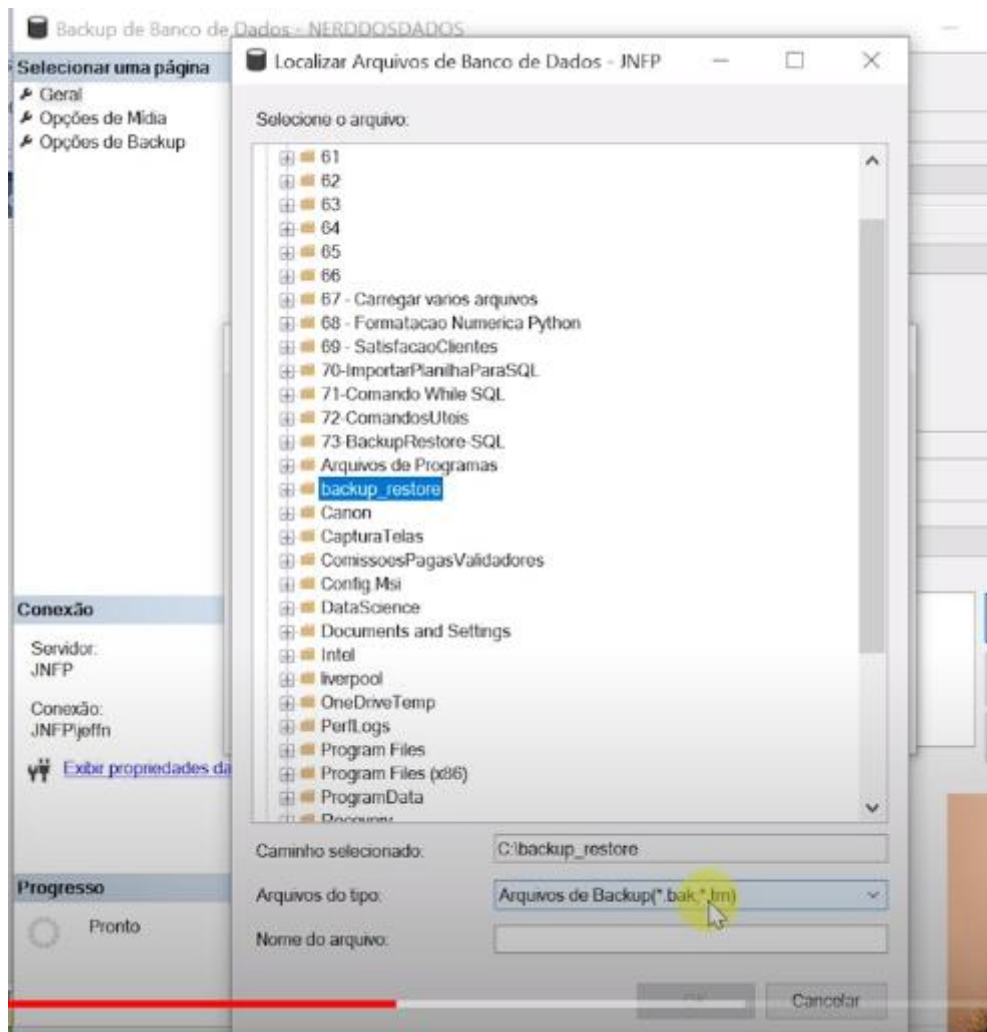 Backup de Banco de Dados - NERDDOSDADOS
Selecionar uma página
Geral
Opções de Mídia
Opções de Backup
Conexão
Servidor:
JNFP
Conexão:
JNFP\jeffn
Exibir propriedades da
Progresso
Pronto
Localizar Arquivos de Banco de Dados - JNFP
Selecione o arquivo:
61
62
63
64
65
66
67 - Carregar varios arquivos
68 - Formatacao Numerica Python
69 - SatisfacaoClientes
70-ImportarPlanilhaParaSQL
71-Comando While SQL
72-ComandosUteis
73-BackupRestore-SQL
Arquivos de Programas
backup_restore
Canon
CapturaTelas
ComissoesPagasValidadores
Config.Msi
DataScience
Documents and Settings
Intel
liverpool
OneDriveTemp
PerfLogs
Program Files
Program Files (x86)
ProgramData
Recovery
Caminho selecionado: C:\backup_restore
Arquivos do tipo: Arquivos de Backup(*.bak,*.trn)
Nome do arquivo:
OK Cancelar